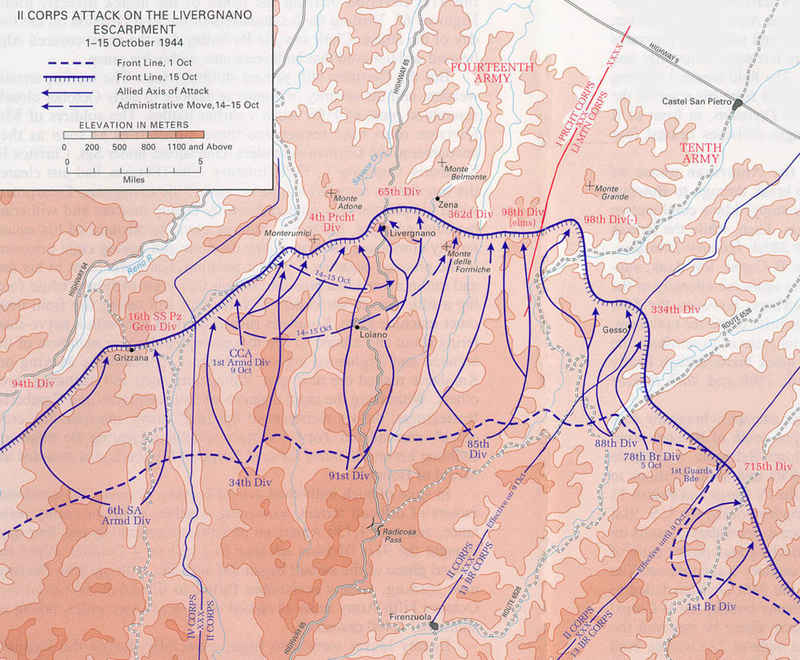 II CORPS ATTACK ON THE LIVERGNANO
ESCARPMENT
1–15 October 1944
Front Line, 1 Oct
Front Line, 15 Oct
Allied Axis of Attack
Administrative Move, 14–15 Oct
ELEVATION IN METERS
0 200 500 800 1100 and Above
0 5
Miles
HIGHWAY 65
HIGHWAY 9
FOURTEENTH
ARMY
XXXX
I PRCHT CORPS
XXX
LI MTN CORPS
Castel San Pietro
TENTH
ARMY
Savena Cr
Monte
Belmonte
Monte
Grande
Monte
Adone
65th Div
Zena
4th Prcht
Div
362d Div
98th Div
(elms)
98th Div(-)
Monterumici
Livergnano
Monte
delle
Formiche
HIGHWAY 64
Reno R
14–15 Oct
334th Div
16th SS Pz
Gren Div
14–15 Oct
Loiano
Gesso
ROUTE 6528
Grizzana
CCA
1st Armd Div
9 Oct
94th Div
85th
Div
88th Div
78th Br Div
5 Oct
1st Guards
Bde
715th Div
34th Div
91st Div
6th SA
Armd Div
Radicosa
Pass
Effective on 9 Oct
Effective until 9 Oct
II CORPS
XXX
13 BR CORPS
IV CORPS
XXX
II CORPS
Firenzuola
ROUTE 6528
1st Br Div
II CORPS
XXX
13 BR CORPS
HIGHWAY 65